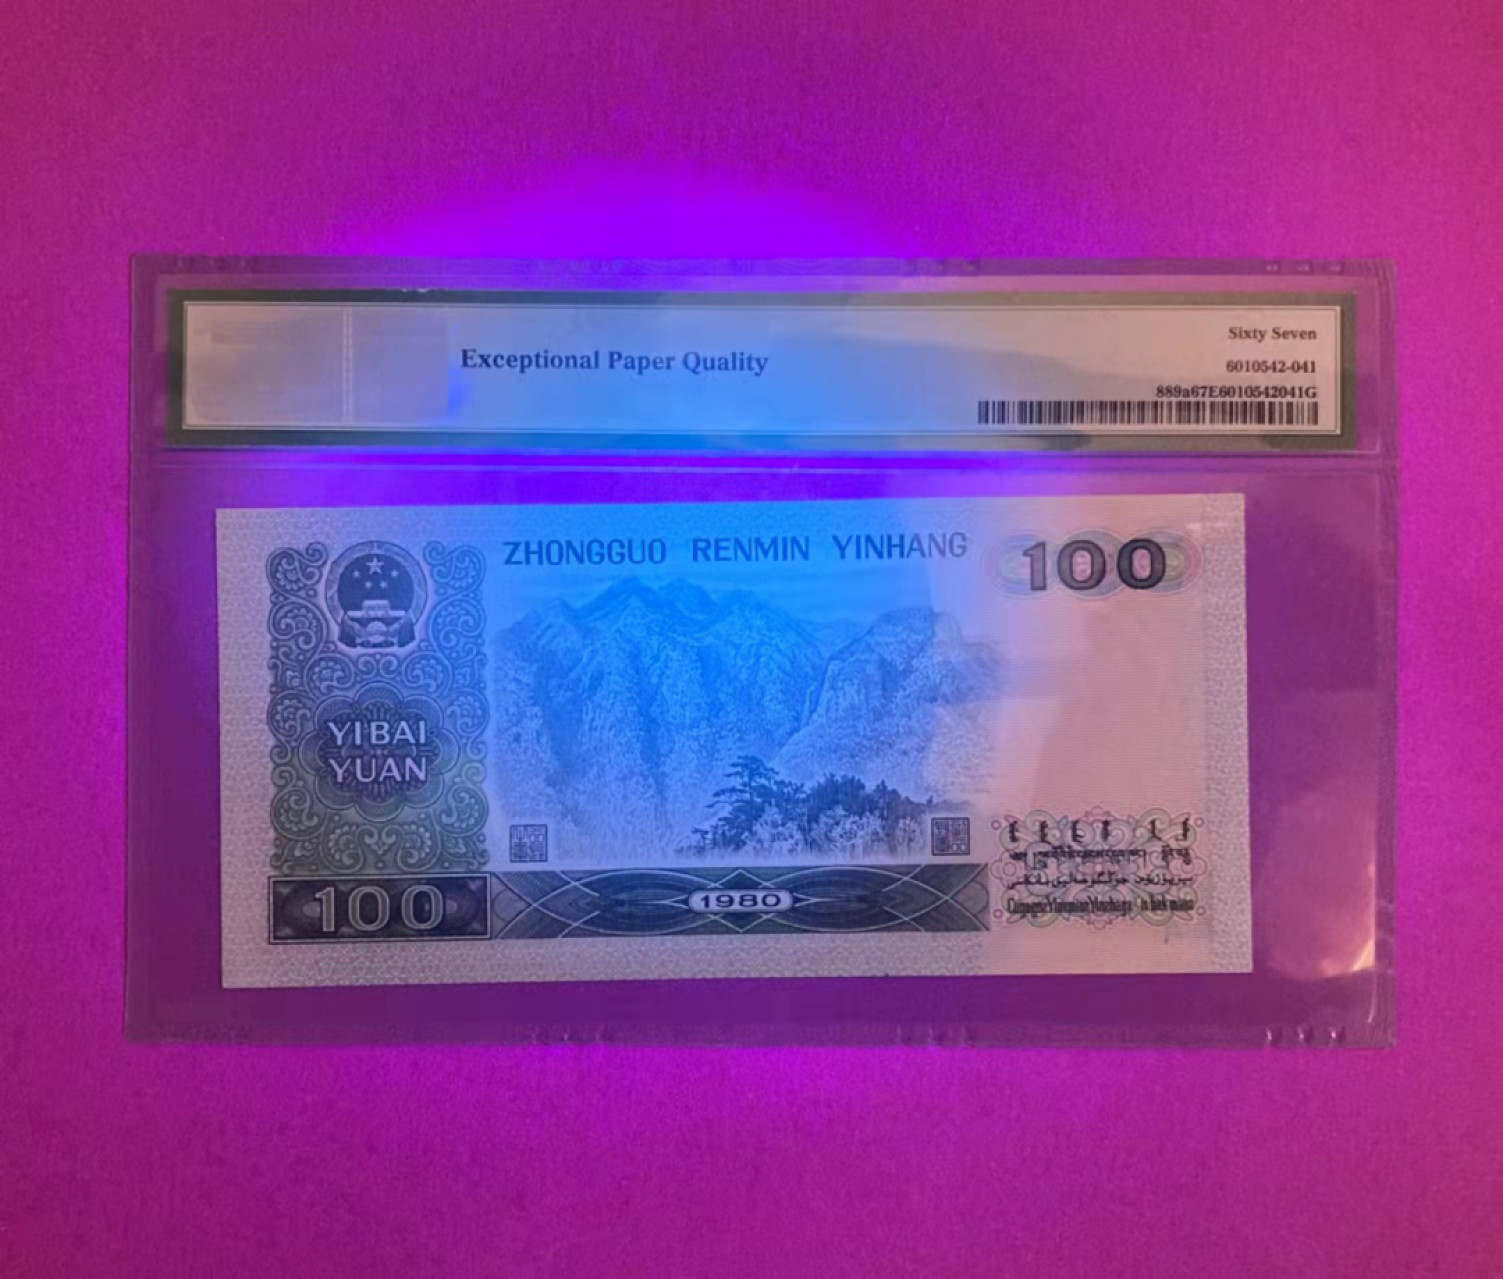 Sixty Seven
Exceptional Paper Quality
6010542-041
889a67E6010542041G
ZHONGGUO RENMIN YINHANG
100
YIBAI
YUAN
100
1980